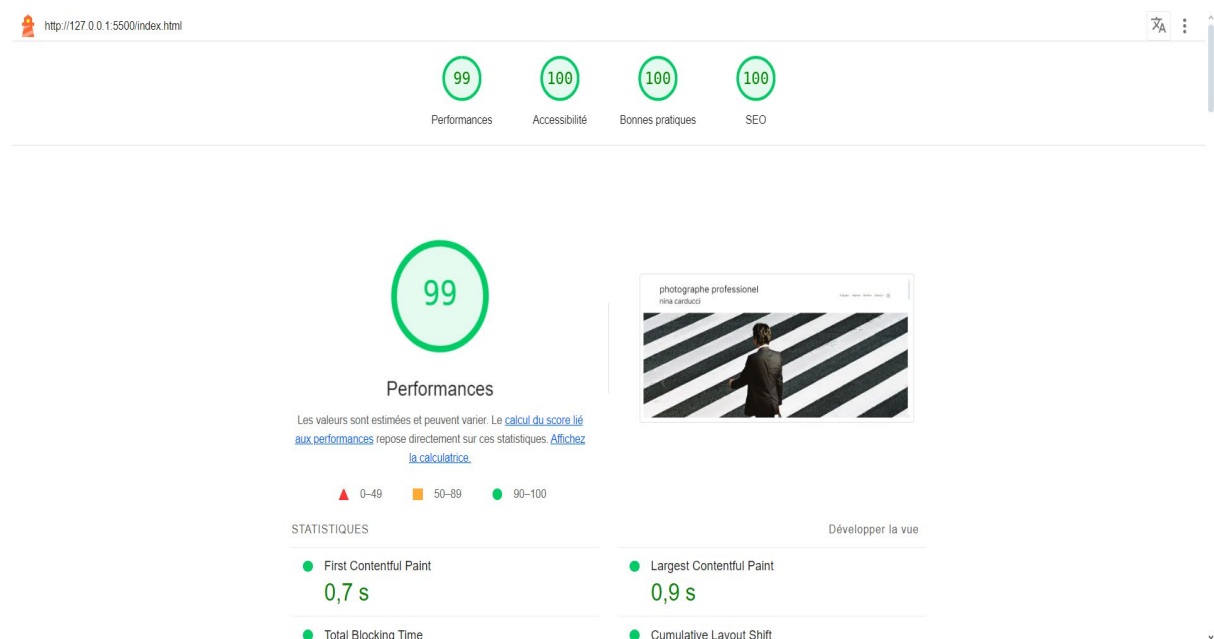 http://127.0.0.1:5500/index.html
99
100
100
100
Performances
Accessibilité
Bonnes pratiques
SEO
99
photographe professionel
nina carducci
Performances
Les valeurs sont estimées et peuvent varier. Le calcul du score lié
aux performances repose directement sur ces statistiques. Affichez
la calculatrice.
0–49
50–89
90–100
STATISTIQUES
Développer la vue
First Contentful Paint
0,7 s
Largest Contentful Paint
0,9 s
Total Blocking Time
Cumulative Layout Shift